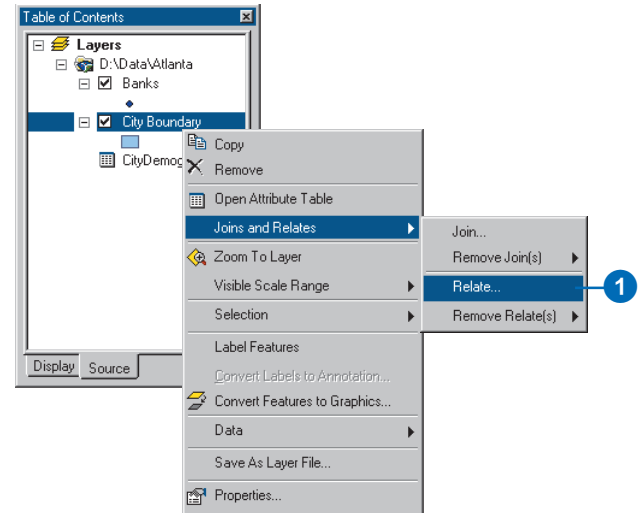 Table of Contents
Layers
D:\Data\Atlanta
Banks
City Boundary
CityDemog
Display
Source
Copy
Remove
Open Attribute Table
Joins and Relates
Zoom To Layer
Visible Scale Range
Selection
Label Features
Convert Labels to Annotation...
Convert Features to Graphics...
Data
Save As Layer File...
Properties...
Join...
Remove Join(s)
Relate...
Remove Relate(s)
1